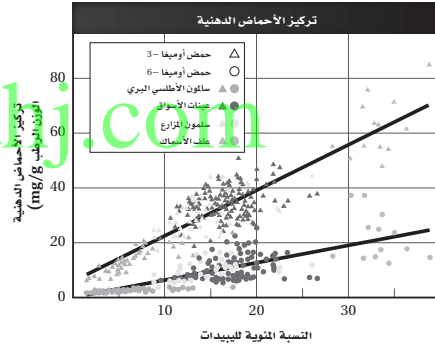 تركيز الأحماض الدهنية
حمض أوميغا –3
حمض أوميغا –6
سالمون الأطلسي البري
عينات الأسواق
سلمون المزارع
علف الأسماك
تركيز الأحماض الدهنية
(mg/g الوزن الرطب
80
60
40
20
0
10
20
30
النسبة المئوية لليبيدات
hj.com